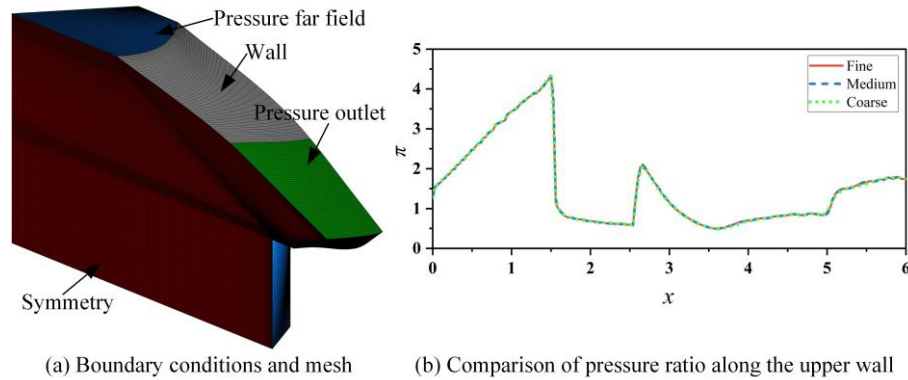 Pressure far field
Wall
Pressure outlet
Symmetry
(a) Boundary conditions and mesh
5
4
3
2
1
0
π
Fine
Medium
Coarse
0 1 2 3 4 5 6
x
(b) Comparison of pressure ratio along the upper wall